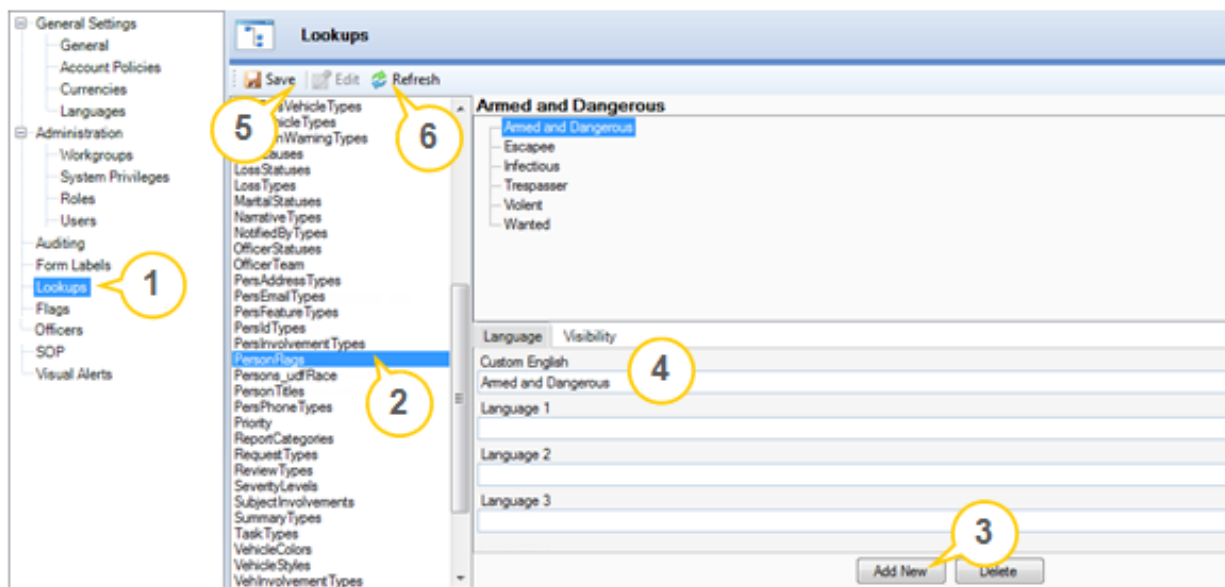 General Settings
General
Account Policies
Currencies
Languages
Administration
Workgroups
System Privileges
Roles
Users
Auditing
Form Labels
Lookups
Flags
Officers
SOP
Visual Alerts
1
Lookups
Save
Edit
Refresh
5
6
VehicleTypes
WarningTypes
LossStatuses
LossTypes
MaritalStatuses
NarrativeTypes
NotifiedByTypes
OfficerStatuses
OfficerTeam
PersAddressTypes
PersEmailTypes
PersFeatureTypes
PersIdTypes
PersInvolvementTypes
PersonFlags
Persons_udfRace
PersonTitles
PersPhoneTypes
Priority
ReportCategories
RequestTypes
ReviewTypes
SeverityLevels
SubjectInvolvements
SummaryTypes
TaskTypes
VehicleColors
VehicleStyles
VehInvolvementTypes
2
Armed and Dangerous
Armed and Dangerous
Escapee
Infectious
Trespasser
Violent
Wanted
Language Visibility
Custom English
4
Armed and Dangerous
Language 1
Language 2
Language 3
3
Add New
Delete